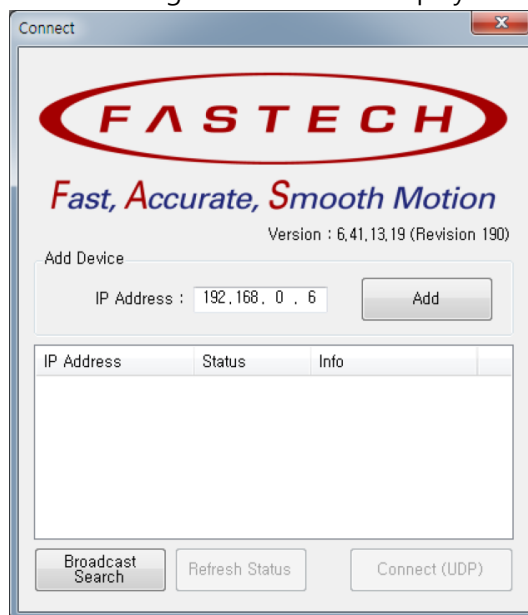 Connect
FASTECH
Fast, Accurate, Smooth Motion
Version : 6,41,13,19 (Revision 190)
Add Device
IP Address : 192.168. 0 . 6 Add
IP Address Status Info
Broadcast
Search
Refresh Status
Connect (UDP)